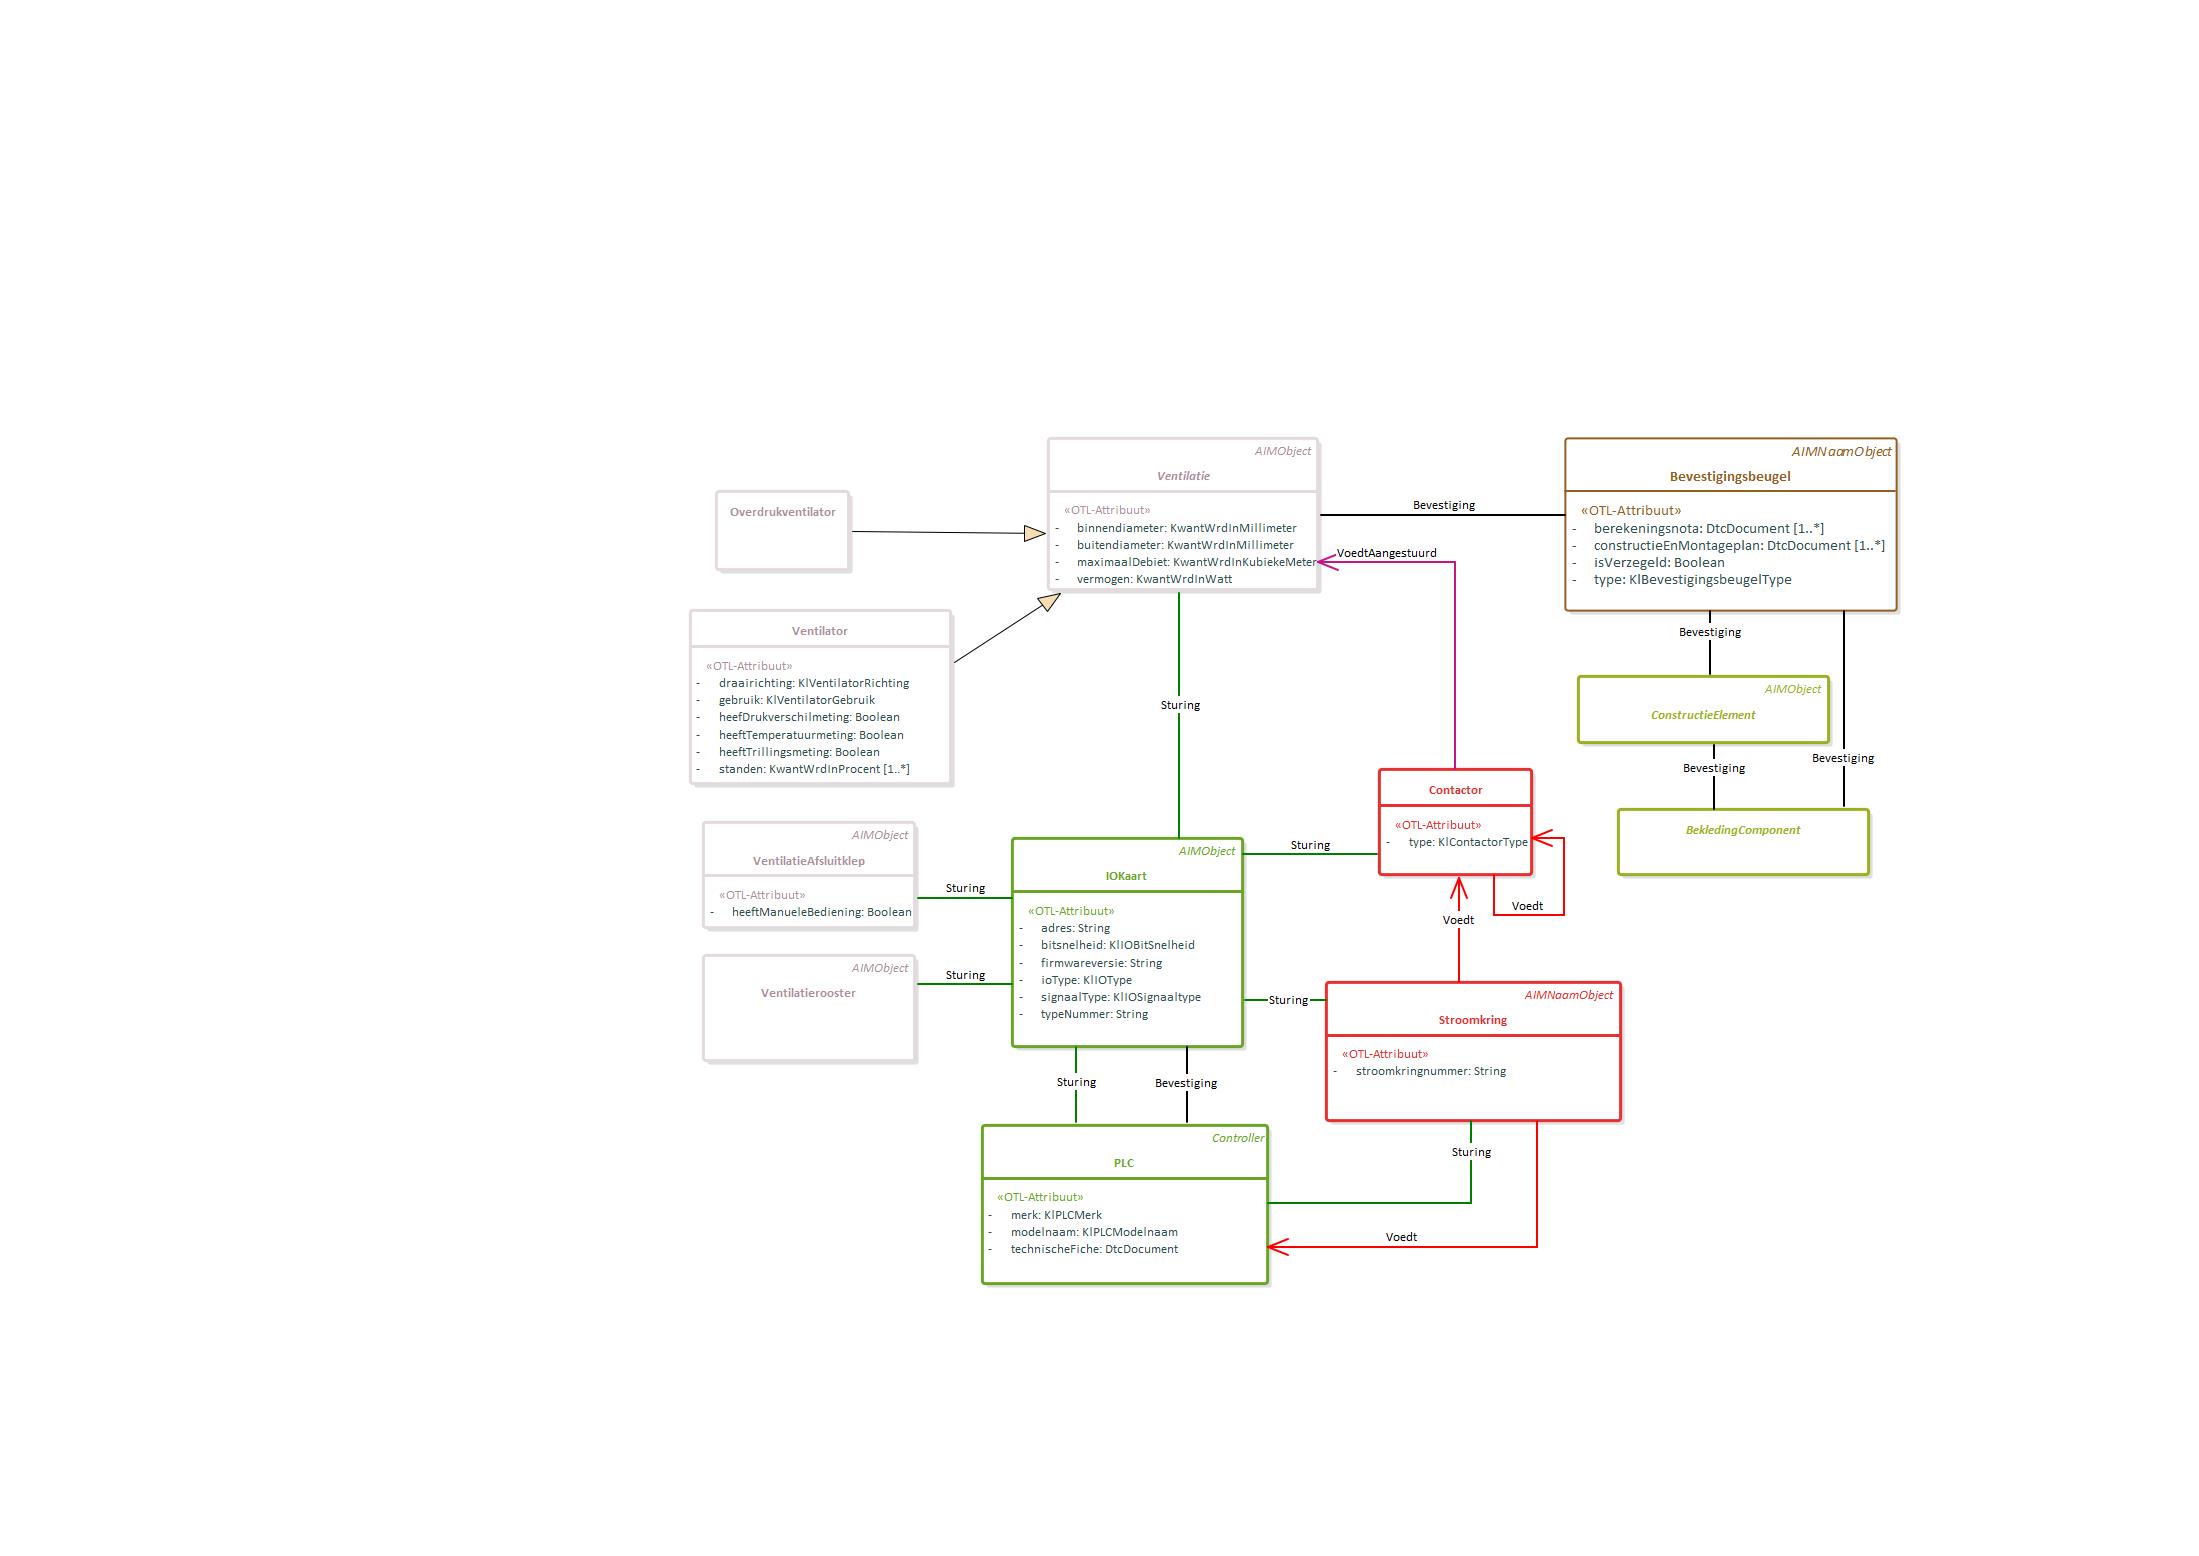 AIMObject
Ventilatie
«OTL-Attribuut»
- binnendiameter: KwantWrdInMillimeter
- buitendiameter: KwantWrdInMillimeter
- maximaalDebiet: KwantWrdInKubiekeMeter
- vermogen: KwantWrdInWatt
Bevestiging
AIMNaamObject
Bevestigingsbeugel
«OTL-Attribuut»
- berekeningsnota: DtcDocument [1..*]
- constructieEnMontageplan: DtcDocument [1..*]
- isVerzegeld: Boolean
- type: KlBevestigingsbeugelType
Overdrukventilator
VoedtAangestuurd
Ventilator
«OTL-Attribuut»
- draairichting: KlVentilatorRichting
- gebruik: KlVentilatorGebruik
- heefDrukverschilmeting: Boolean
- heeftTemperatuurmeting: Boolean
- heeftTrillingsmeting: Boolean
- standen: KwantWrdInProcent [1..*]
Bevestiging
AIMObject
ConstructieElement
Sturing
Bevestiging
Bevestiging
BekledingComponent
Contactor
«OTL-Attribuut»
- type: KlContactorType
Voedt
Voedt
Sturing
AIMObject
VentilatieAfsluitklep
«OTL-Attribuut»
- heeftManueleBediening: Boolean
Sturing
AIMObject
IOKaart
«OTL-Attribuut»
- adres: String
- bitsnelheid: KlIOBitSnelheid
- firmwareversie: String
- ioType: KlIOType
- signaalType: KlIOSignaaltype
- typeNummer: String
AIMObject
Ventilatierooster
Sturing
Sturing
AIMNaamObject
Stroomkring
«OTL-Attribuut»
- stroomkringnummer: String
Sturing
Bevestiging
Controller
PLC
«OTL-Attribuut»
- merk: KlPLCMerk
- modelnaam: KlPLCModelnaam
- technischeFiche: DtcDocument
Sturing
Voedt